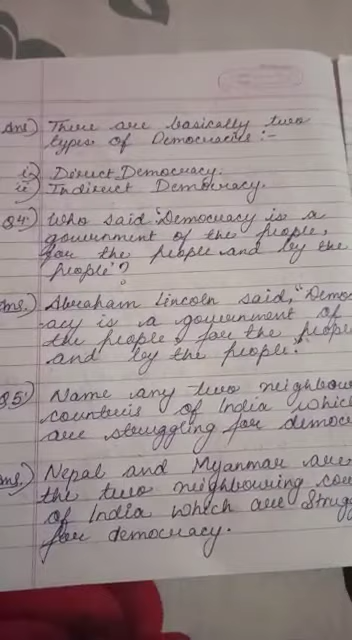 Ans) There are basically two
types of Democracies :-
i) Direct Democracy.
ii) Indirect Democracy.
Q4) Who said "Democracy is a
government of the people,
for the people and by the
people"?
Ans.) Abraham Lincoln said, "Democ
-acy is a government of
the people, for the people
and by the people."
Q5) Name any two neighbou
countries of India which
are struggling for democ
Ans.) Nepal and Myanmar are
the two neighbouring cou
of India which are strugg
for democracy.